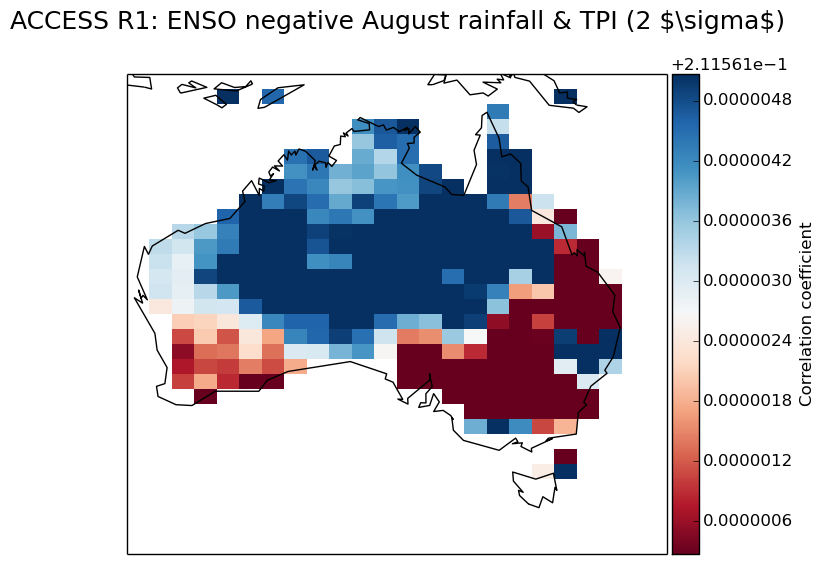 ACCESS R1: ENSO negative August rainfall & TPI (2 $\sigma$)
+2.11561e−1
0.0000048
0.0000042
0.0000036
0.0000030
0.0000024
0.0000018
0.0000012
0.0000006
Correlation coefficient